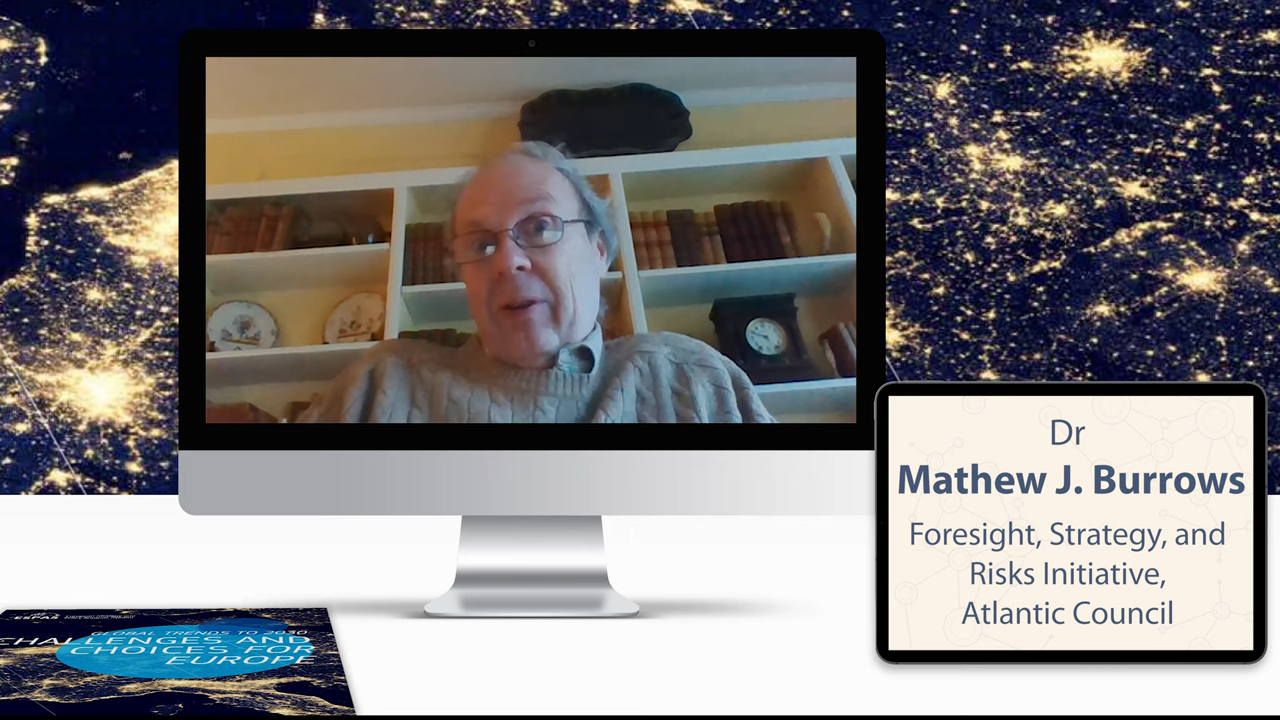 Dr
Mathew J. Burrows
Foresight, Strategy, and
Risks Initiative,
Atlantic Council
ESPAS
GLOBAL TRENDS TO 2030
CHALLENGES AND
CHOICES FOR
EUROPE